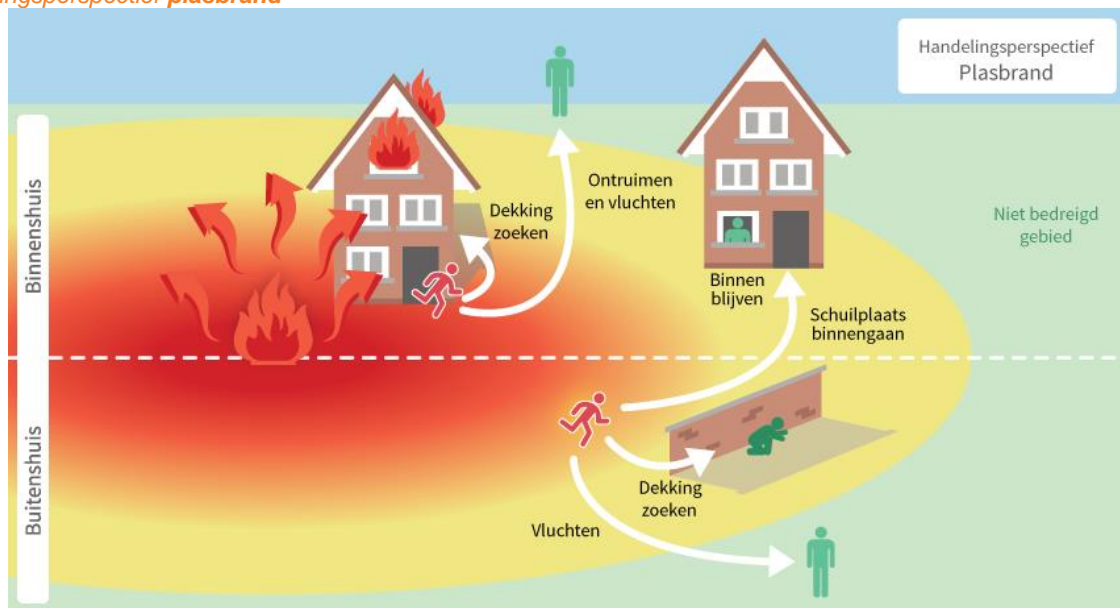 plasbrand
Handelingsperspectief
Plasbrand
Binnenshuis
Ontruimen
en vluchten
Dekking
zoeken
Niet bedreigd
gebied
Binnen
blijven
Schuilplaats
binnengaan
Buitenshuis
Dekking
zoeken
Vluchten